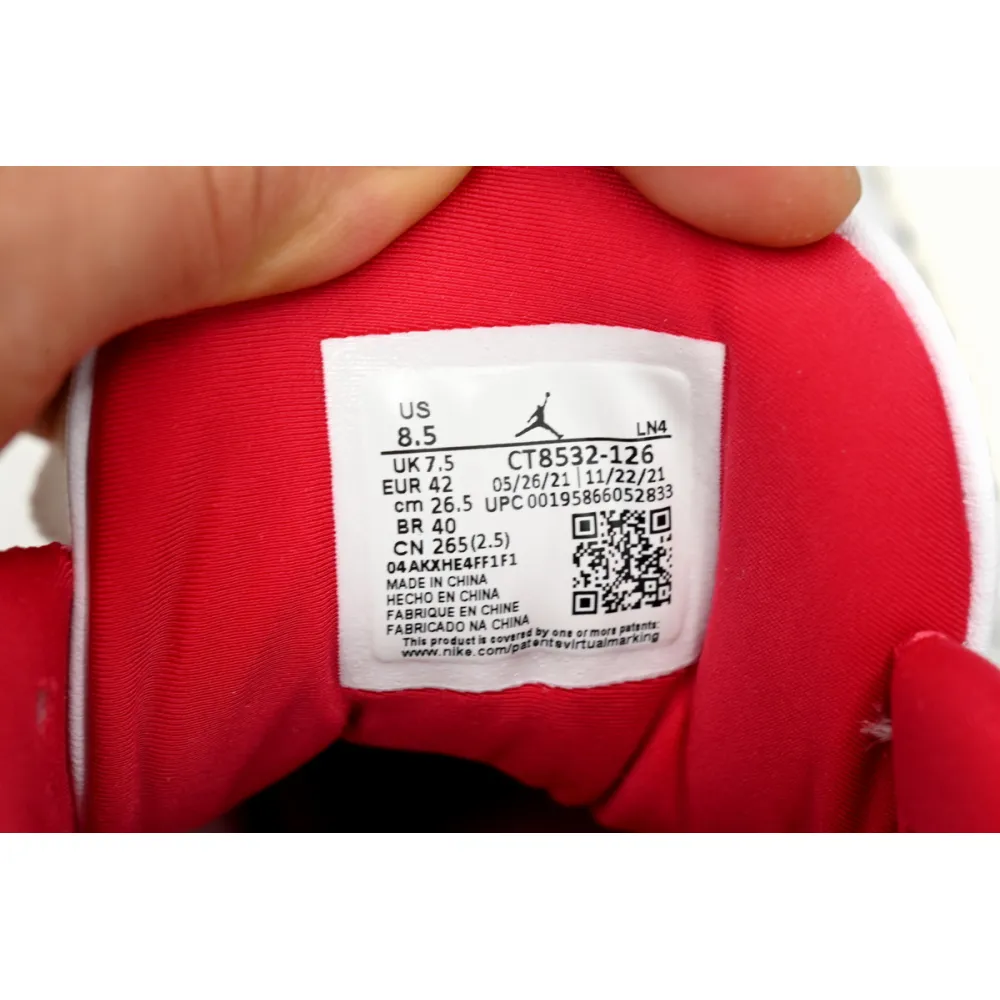 US
8.5
LN4
UK 7.5 CT8532-126
EUR 42 05/26/21 | 11/22/21
cm 26.5 UPC 00195866052833
BR 40
CN 265(2.5)
04AKXHE4FF1F1
MADE IN CHINA
HECHO EN CHINA
FABRIQUE EN CHINE
FABRICADO NA CHINA
This product is covered by one or more patents:
www.nike.com/patentsvirtualmarking